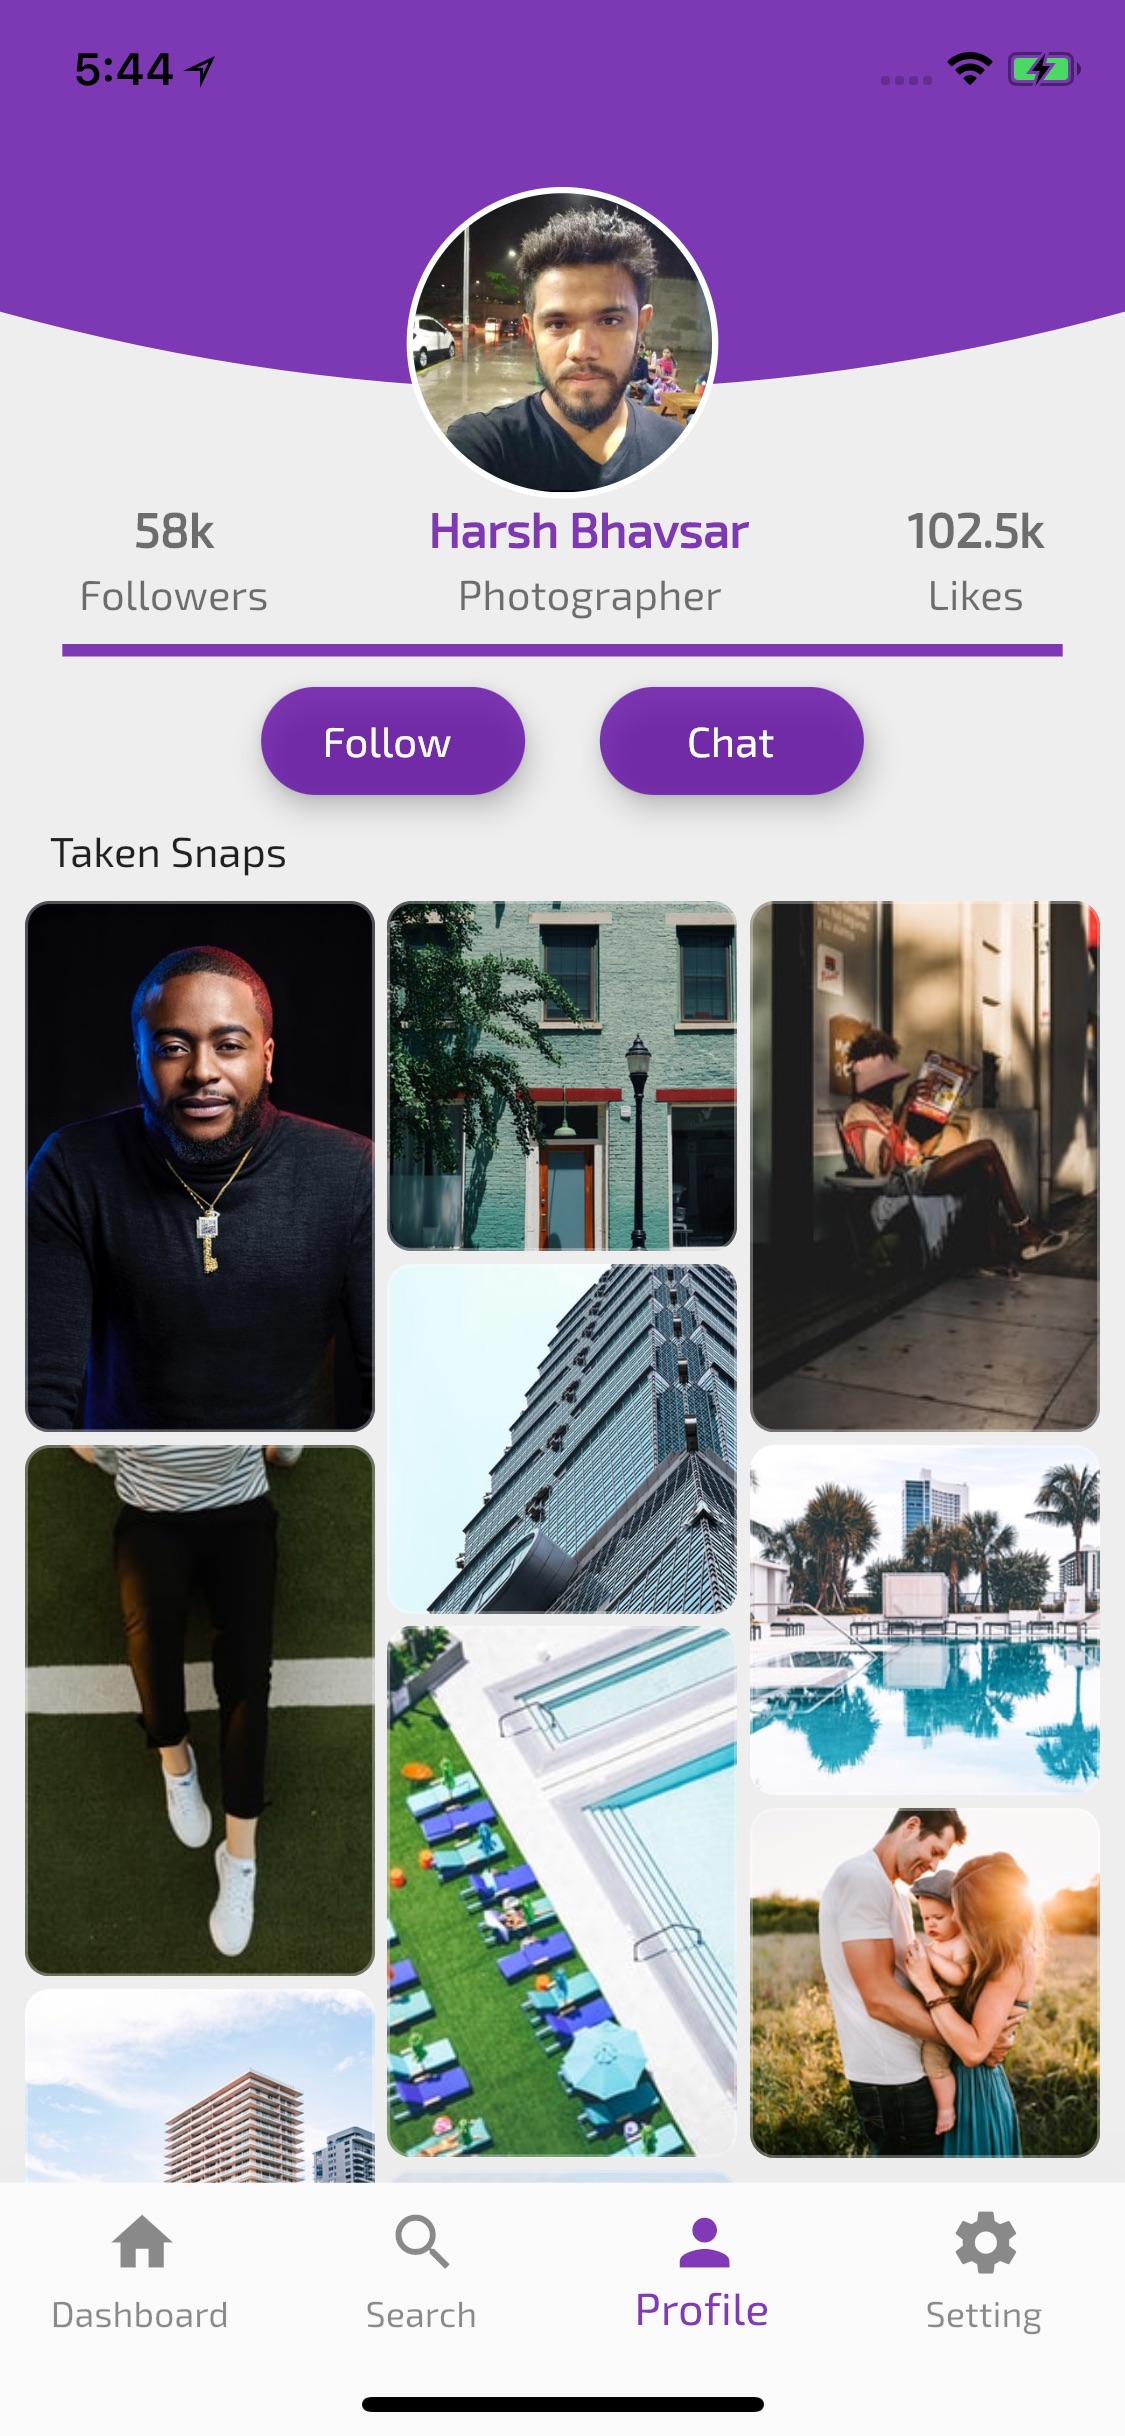 5:44
58k
Harsh Bhavsar
102.5k
Followers
Photographer
Likes
Follow
Chat
Taken Snaps
Dashboard
Search
Profile
Setting